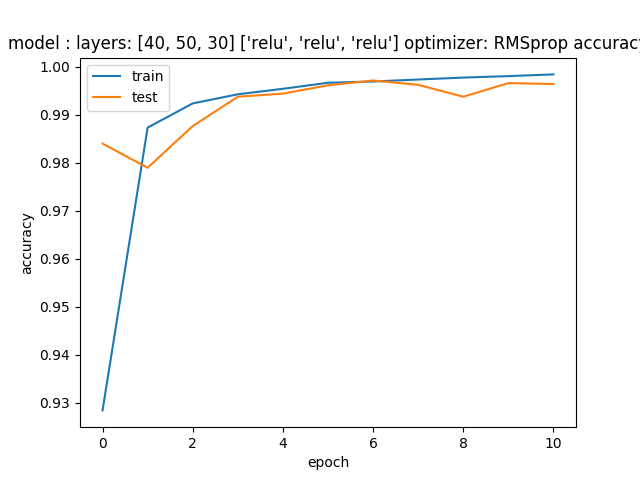 model : layers: [40, 50, 30] ['relu', 'relu', 'relu'] optimizer: RMSprop accuracy
train
test
1.00
0.99
0.98
0.97
0.96
0.95
0.94
0.93
accuracy
0 2 4 6 8 10
epoch